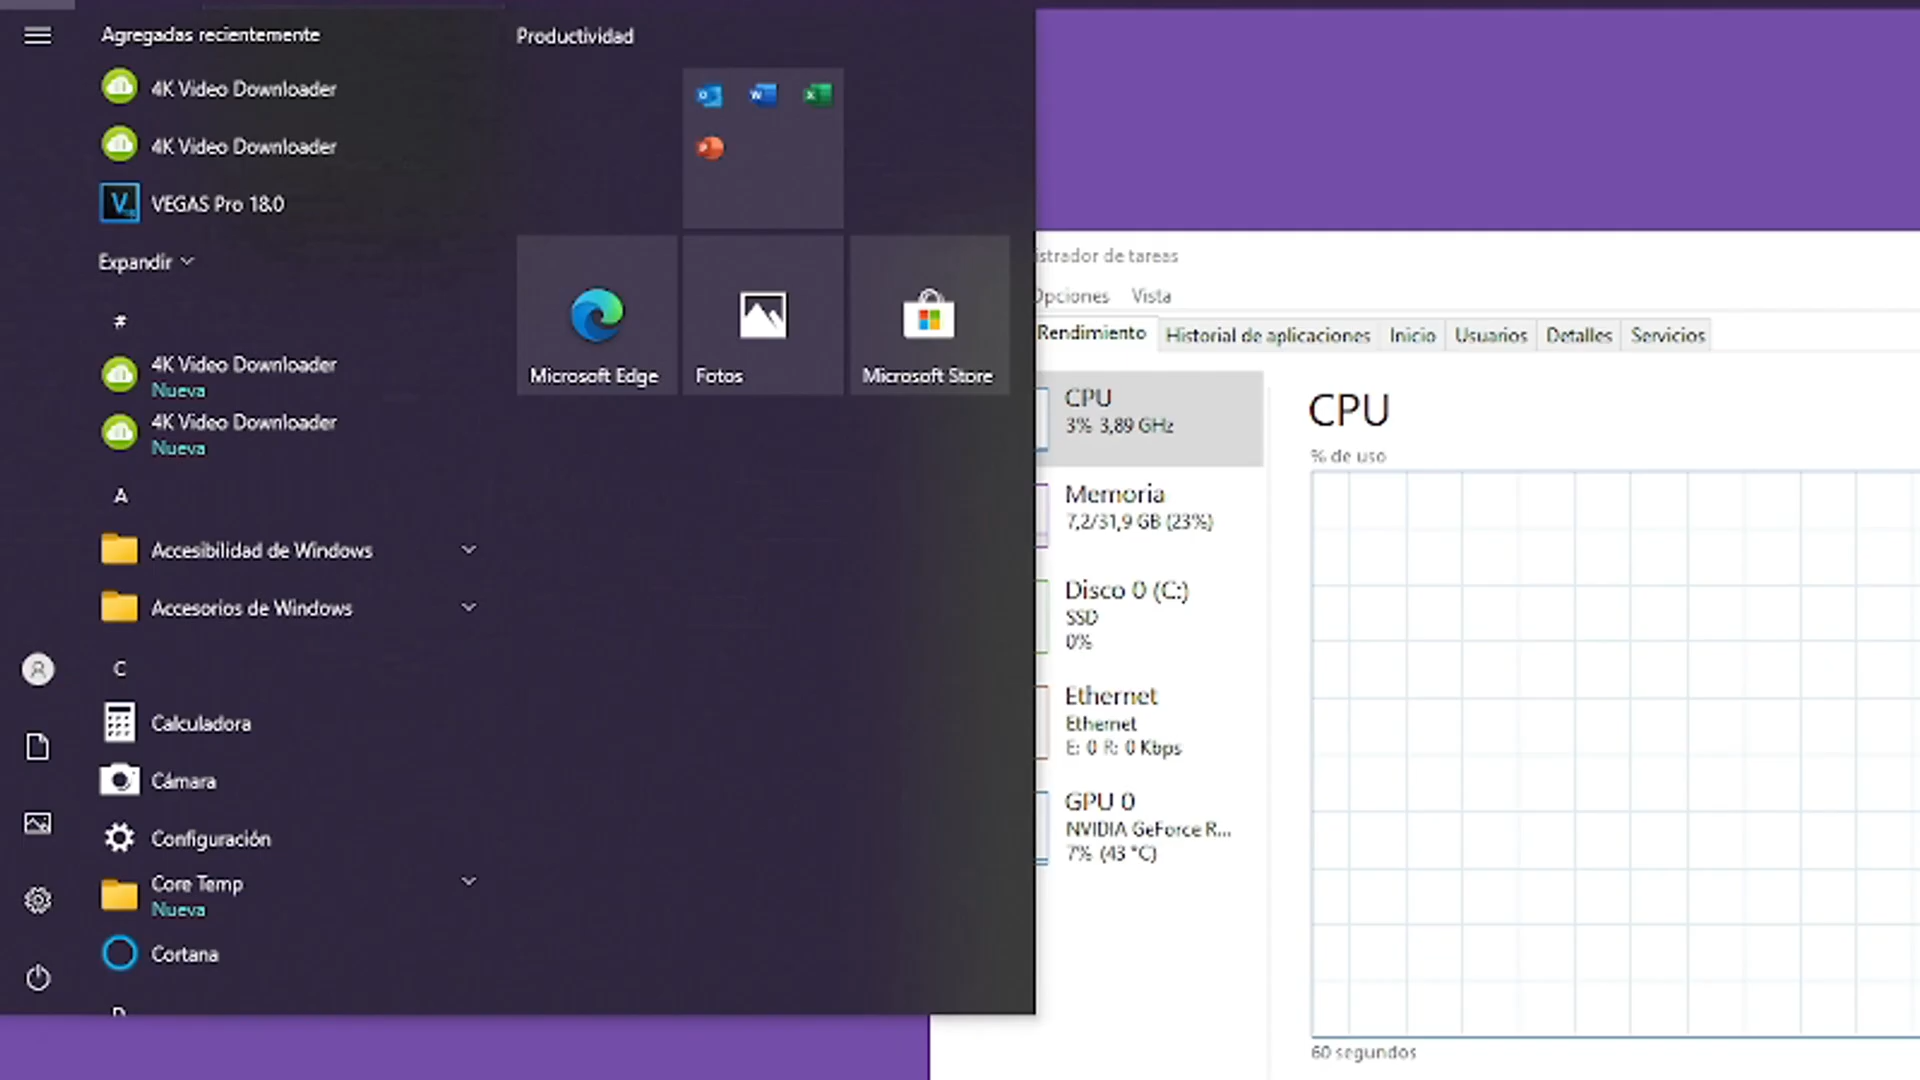 Agregadas recientemente
4K Video Downloader
4K Video Downloader
VEGAS Pro 18.0
Expandir
#
4K Video Downloader
Nueva
4K Video Downloader
Nueva
A
Accesibilidad de Windows
Accesorios de Windows
C
Calculadora
Cámara
Configuración
Core Temp
Nueva
Cortana
Productividad
Microsoft Edge
Fotos
Microsoft Store
istrador de tareas
Opciones Vista
Rendimiento Historial de aplicaciones Inicio Usuarios Detalles Servicios
CPU
3% 3,89 GHz
Memoria
7,2/31,9 GB (23%)
Disco 0 (C:)
SSD
0%
Ethernet
Ethernet
E: 0 R: 0 Kbps
GPU 0
NVIDIA GeForce R...
7% (43 °C)
CPU
% de uso
60 segundos